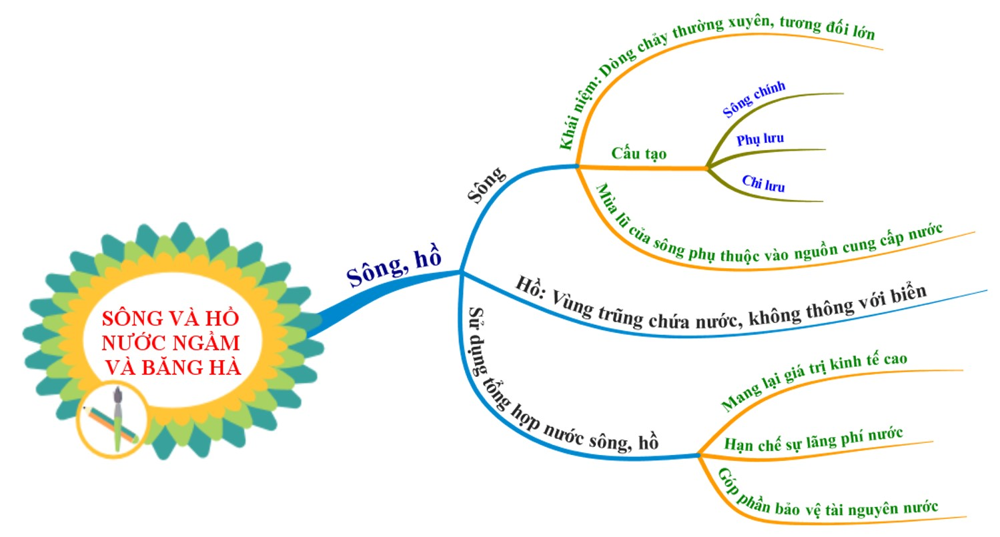 SÔNG VÀ HỒ
NƯỚC NGẦM
VÀ BĂNG HÀ
Sông, hồ
Sông
Khái niệm: Dòng chảy thường xuyên, tương đối lớn
Cấu tạo
Sông chính
Phụ lưu
Chi lưu
Mùa lũ của sông phụ thuộc vào nguồn cung cấp nước
Hồ: Vùng trũng chứa nước, không thông với biển
Sử dụng tổng hợp nước sông, hồ
Mang lại giá trị kinh tế cao
Hạn chế sự lãng phí nước
Góp phần bảo vệ tài nguyên nước